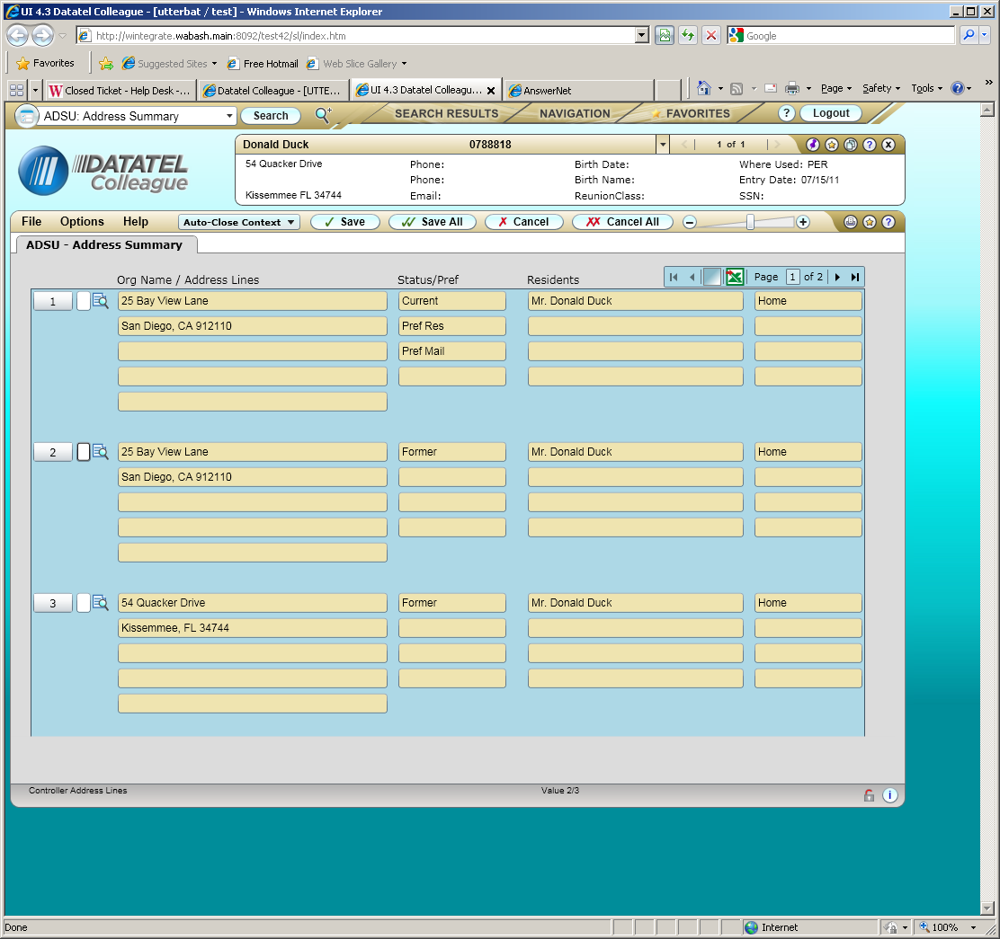 UI 4.3 Datatel Colleague - [utterbat / test] - Windows Internet Explorer
http://wintegrate.wabash.main:8092/test42/sl/index.htm
Google
Favorites Suggested Sites Free Hotmail Web Slice Gallery
Closed Ticket - Help Desk -... Datatel Colleague - [UTTE... UI 4.3 Datatel Colleagu... AnswerNet Page Safety Tools
ADSU: Address Summary Search SEARCH RESULTS NAVIGATION FAVORITES ? Logout
Donald Duck 0788818 1 of 1
54 Quacker Drive Phone: Birth Date: Where Used: PER
Phone: Birth Name: Entry Date: 07/15/11
Kissemmee FL 34744 Email: ReunionClass: SSN:
DATATEL
Colleague
File Options Help Auto-Close Context Save Save All Cancel Cancel All
ADSU - Address Summary
Org Name / Address Lines Status/Pref Residents Page 1 of 2
1 25 Bay View Lane Current Mr. Donald Duck Home
San Diego, CA 912110 Pref Res
Pref Mail
2 25 Bay View Lane Former Mr. Donald Duck Home
San Diego, CA 912110
3 54 Quacker Drive Former Mr. Donald Duck Home
Kissemmee, FL 34744
Controller Address Lines Value 2/3
Done Internet 100%